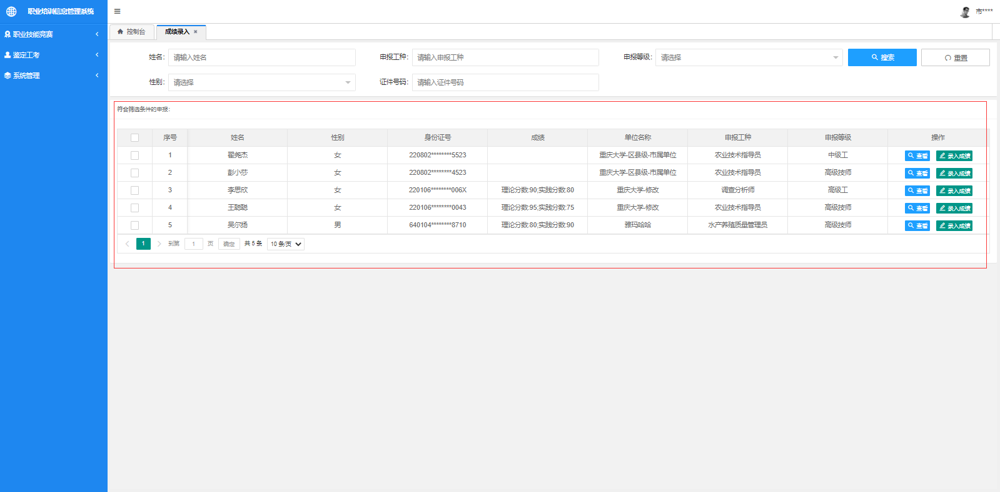 职业培训信息管理系统
市****
职业技能竞赛
鉴定工考
系统管理
控制台
成绩录入
姓名: 请输入姓名
申报工种: 请输入申报工种
申报等级: 请选择
搜索
重置
性别: 请选择
证件号码: 请输入证件号码
符合筛选条件的申报:
序号 姓名 性别 身份证号 成绩 单位名称 申报工种 申报等级 操作
1 翟尧杰 女 220802********5523 重庆大学-区县级-市属单位 农业技术指导员 中级工 查看 录入成绩
2 彭小莎 女 220802********4523 重庆大学-区县级-市属单位 农业技术指导员 高级技师 查看 录入成绩
3 李思欣 女 220106********006X 理论分数:90;实践分数:80 重庆大学-修改 调查分析师 高级工 查看 录入成绩
4 王聪聪 女 220106********0043 理论分数:95;实践分数:75 重庆大学-修改 农业技术指导员 高级技师 查看 录入成绩
5 吴尔扬 男 640104********8710 理论分数:80;实践分数:90 雅玛哈哈 水产养殖质量管理员 高级技师 查看 录入成绩
1 到第 1 页 确定 共 5 条 10 条/页